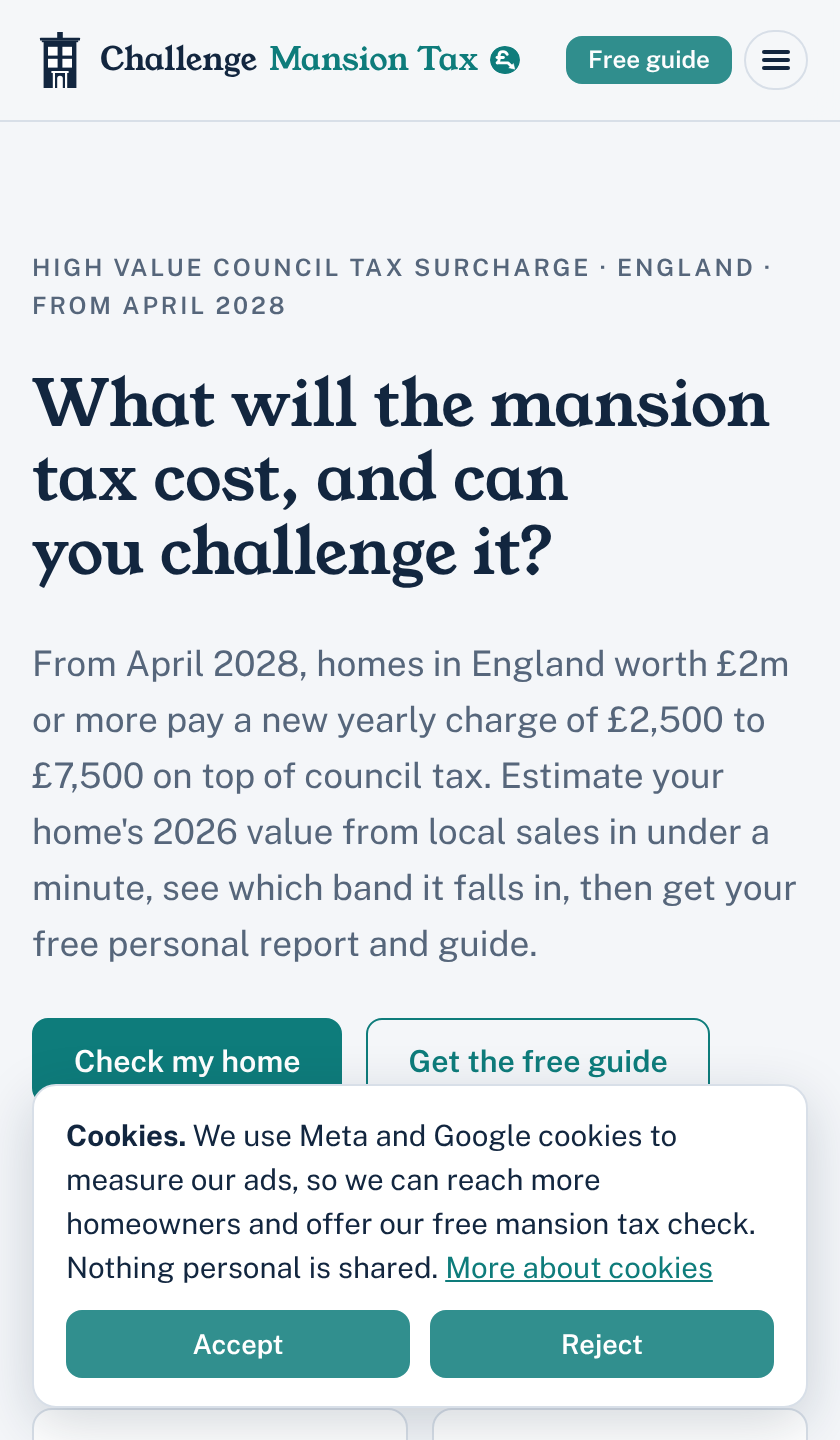 Challenge Mansion Tax £
Free guide
HIGH VALUE COUNCIL TAX SURCHARGE · ENGLAND ·
FROM APRIL 2028
What will the mansion
tax cost, and can
you challenge it?
From April 2028, homes in England worth £2m
or more pay a new yearly charge of £2,500 to
£7,500 on top of council tax. Estimate your
home's 2026 value from local sales in under a
minute, see which band it falls in, then get your
free personal report and guide.
Check my home
Get the free guide
Cookies. We use Meta and Google cookies to
measure our ads, so we can reach more
homeowners and offer our free mansion tax check.
Nothing personal is shared. More about cookies
Accept
Reject